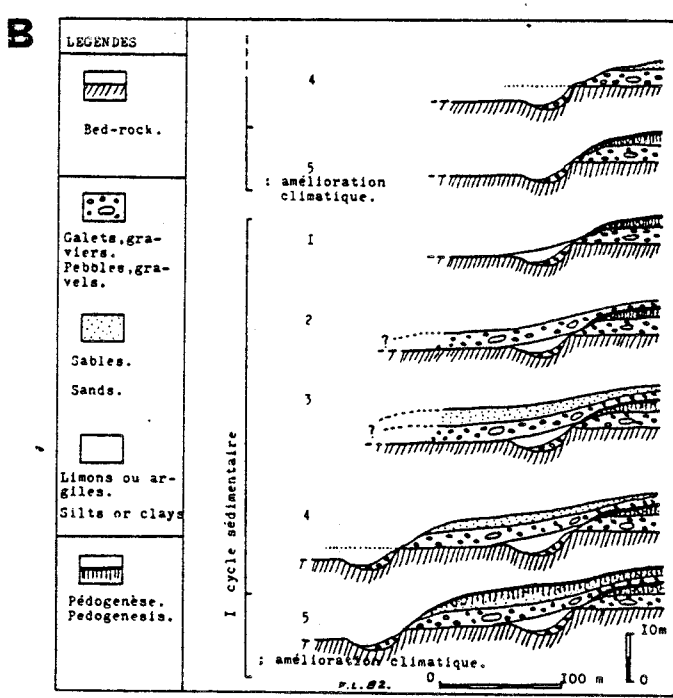 B
LEGENDES
Bed-rock.
Galets,gra-
viers.
Pebbles,gra-
vels.
Sables.
Sands.
Limons ou ar-
giles.
Silts or clays
Pédogenèse.
Pedogenesis.
4
T
5
: amélioration
climatique.
T
I
T
2
?
T
3
?
T
I cycle sédimentaire
4
T
5
T
; amélioration climatique.
10m
0
0 100 m
P.L.82.